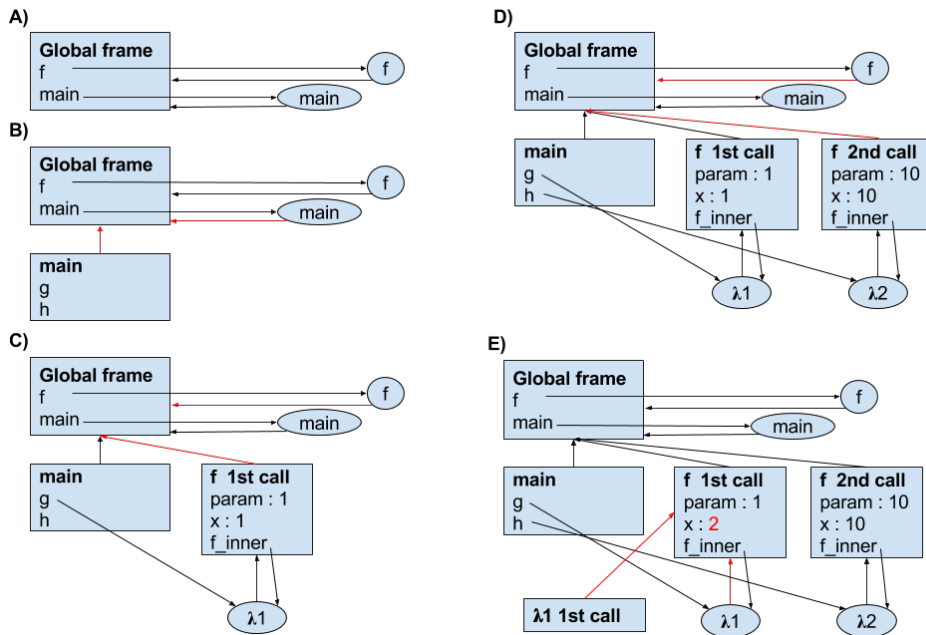 A)
Global frame
f
f
main
main
B)
Global frame
f
f
main
main
main
g
h
C)
Global frame
f
f
main
main
main
g
h
f 1st call
param : 1
x : 1
f_inner
λ1
D)
Global frame
f
f
main
main
main
g
h
f 1st call
param : 1
x : 1
f_inner
f 2nd call
param : 10
x : 10
f_inner
λ1
λ2
E)
Global frame
f
f
main
main
main
g
h
f 1st call
param : 1
x : 2
f_inner
f 2nd call
param : 10
x : 10
f_inner
λ1 1st call
λ1
λ2